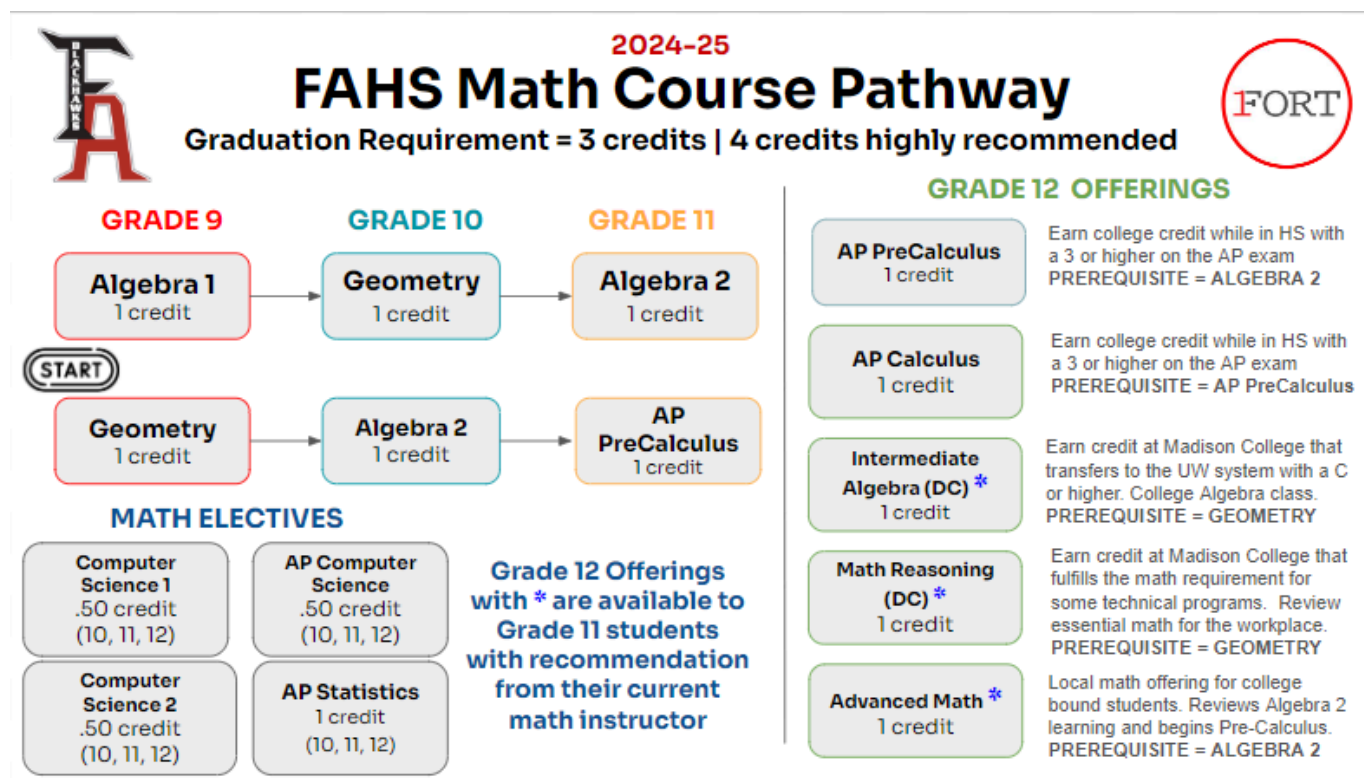 BLACKHAWKS
FA
2024-25
FAHS Math Course Pathway
Graduation Requirement = 3 credits | 4 credits highly recommended
1FORT
GRADE 9
GRADE 10
GRADE 11
Algebra 1
1 credit
Geometry
1 credit
Algebra 2
1 credit
START
Geometry
1 credit
Algebra 2
1 credit
AP
PreCalculus
1 credit
MATH ELECTIVES
Computer
Science 1
.50 credit
(10, 11, 12)
AP Computer
Science
.50 credit
(10, 11, 12)
Computer
Science 2
.50 credit
(10, 11, 12)
AP Statistics
1 credit
(10, 11, 12)
Grade 12 Offerings
with * are available to
Grade 11 students
with recommendation
from their current
math instructor
GRADE 12 OFFERINGS
AP PreCalculus
1 credit
Earn college credit while in HS with
a 3 or higher on the AP exam
PREREQUISITE = ALGEBRA 2
AP Calculus
1 credit
Earn college credit while in HS with
a 3 or higher on the AP exam
PREREQUISITE = AP PreCalculus
Intermediate
Algebra (DC) *
1 credit
Earn credit at Madison College that
transfers to the UW system with a C
or higher. College Algebra class.
PREREQUISITE = GEOMETRY
Math Reasoning
(DC) *
1 credit
Earn credit at Madison College that
fulfills the math requirement for
some technical programs. Review
essential math for the workplace.
PREREQUISITE = GEOMETRY
Advanced Math *
1 credit
Local math offering for college
bound students. Reviews Algebra 2
learning and begins Pre-Calculus.
PREREQUISITE = ALGEBRA 2